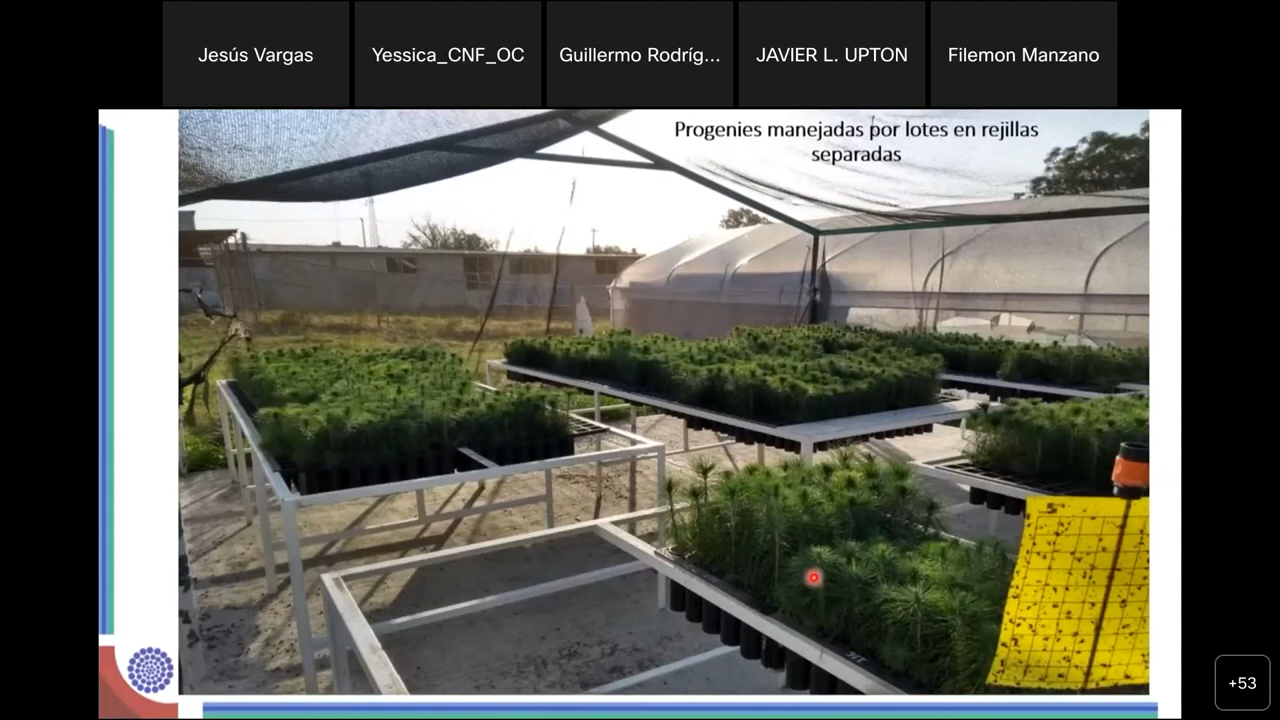 Jesús Vargas
Yessica_CNF_OC
Guillermo Rodríg...
JAVIER L. UPTON
Filemon Manzano
Progenies manejadas por lotes en rejillas
separadas
+53